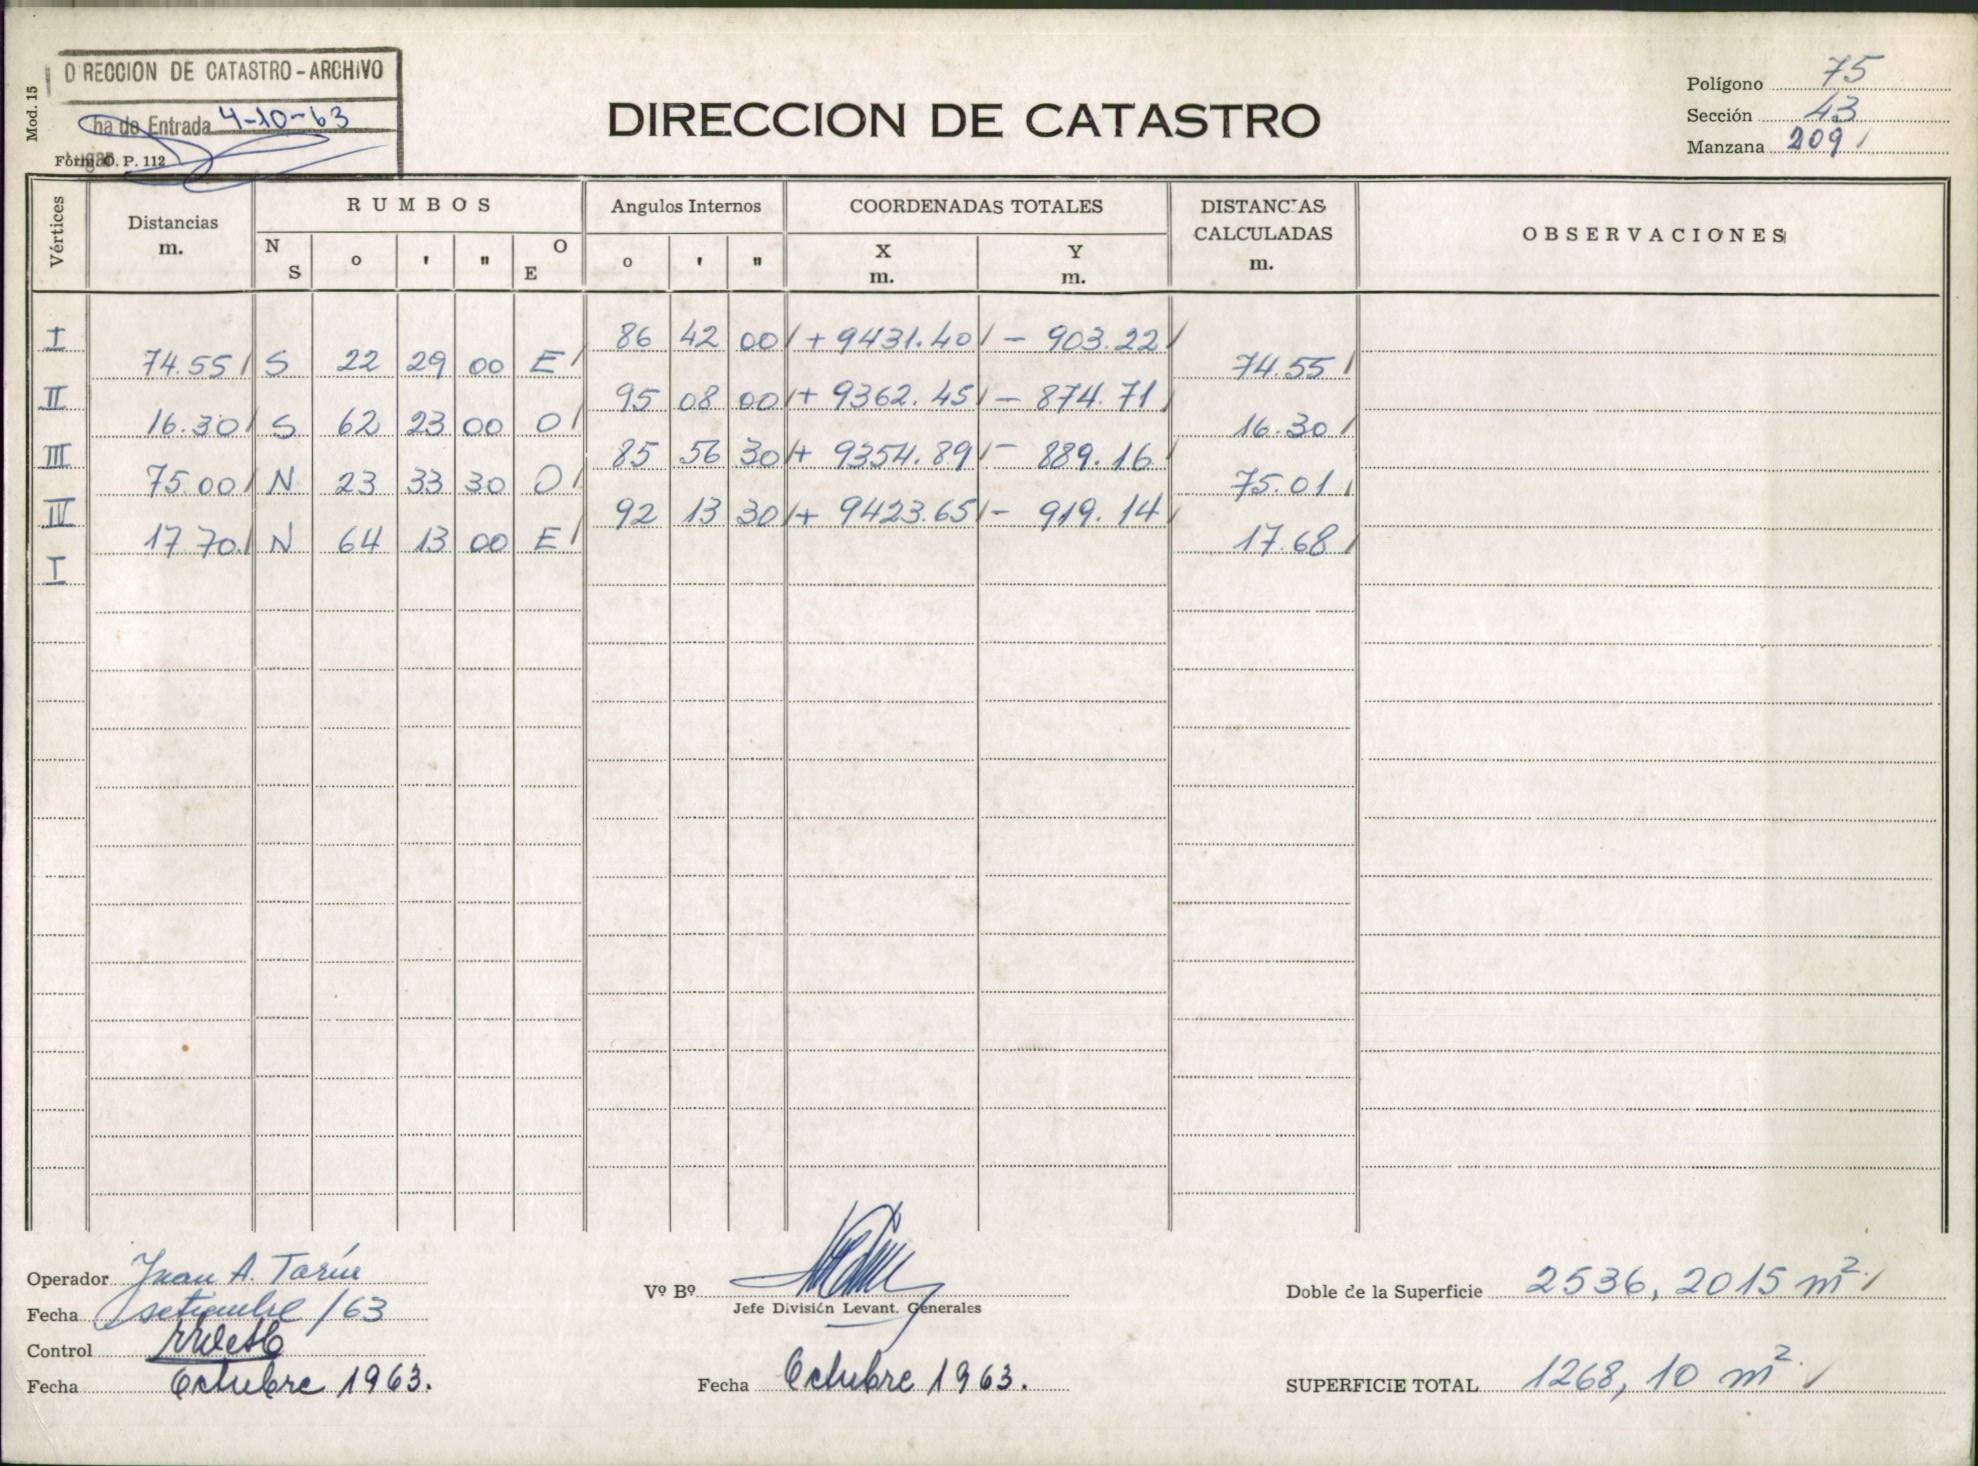 D RECCION DE CATASTRO-ARCHIVO
ha de Entrada 4-10-63
Mod. 15
Form. O. P. 112
DIRECCION DE CATASTRO
Polígono 75
Sección 43
Manzana 209
Vértices Distancias m. RUMBOS Angulos Internos COORDENADAS TOTALES DISTANCIAS CALCULADAS m. OBSERVACIONES
N S o ' " O E o ' " X m. Y m.
I 86 42 00 + 9431.40 - 903.22
74.55 S 22 29 00 E 74.55
II 95 08 00 + 9362.45 - 874.71
16.30 S 62 23 00 O 16.30
III 85 56 30 + 9354.89 - 889.16
75.00 N 23 33 30 O 75.01
IV 92 13 30 + 9423.65 - 919.14
17.70 N 64 13 00 E 17.68
I
Operador Juan A. Tarín
Fecha setiembre/63
Control
Fecha Octubre 1963.
Vº Bº
Jefe División Levant. Generales
Fecha Octubre 1963.
Doble de la Superficie 2536,2015 m².
SUPERFICIE TOTAL 1268,10 m².